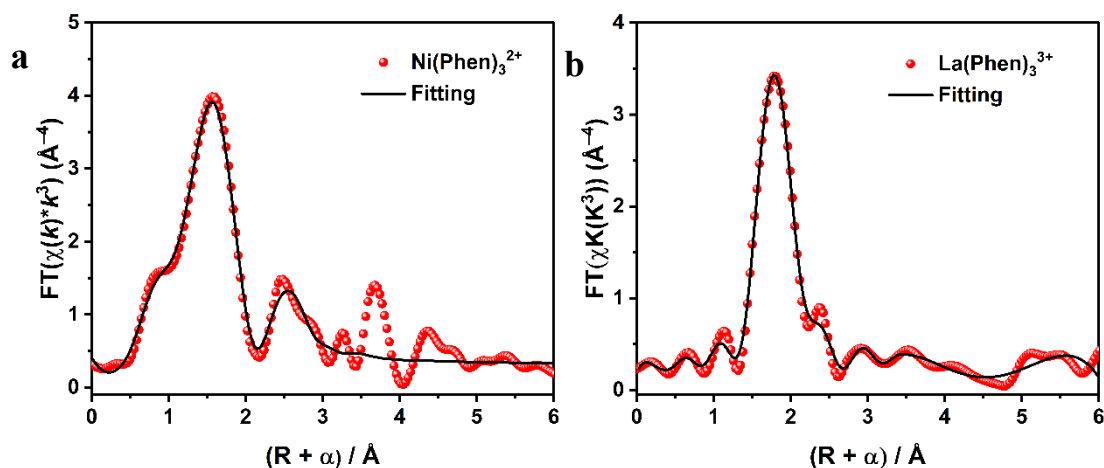 a
Ni(Phen)₃²⁺
Fitting
FT(χ(k)*k³) (Å⁻⁴)
5
4
3
2
1
0
0 1 2 3 4 5 6
(R + α) / Å
b
La(Phen)₃³⁺
Fitting
FT(χK(K³)) (Å⁻⁴)
4
3
2
1
0
0 1 2 3 4 5 6
(R + α) / Å